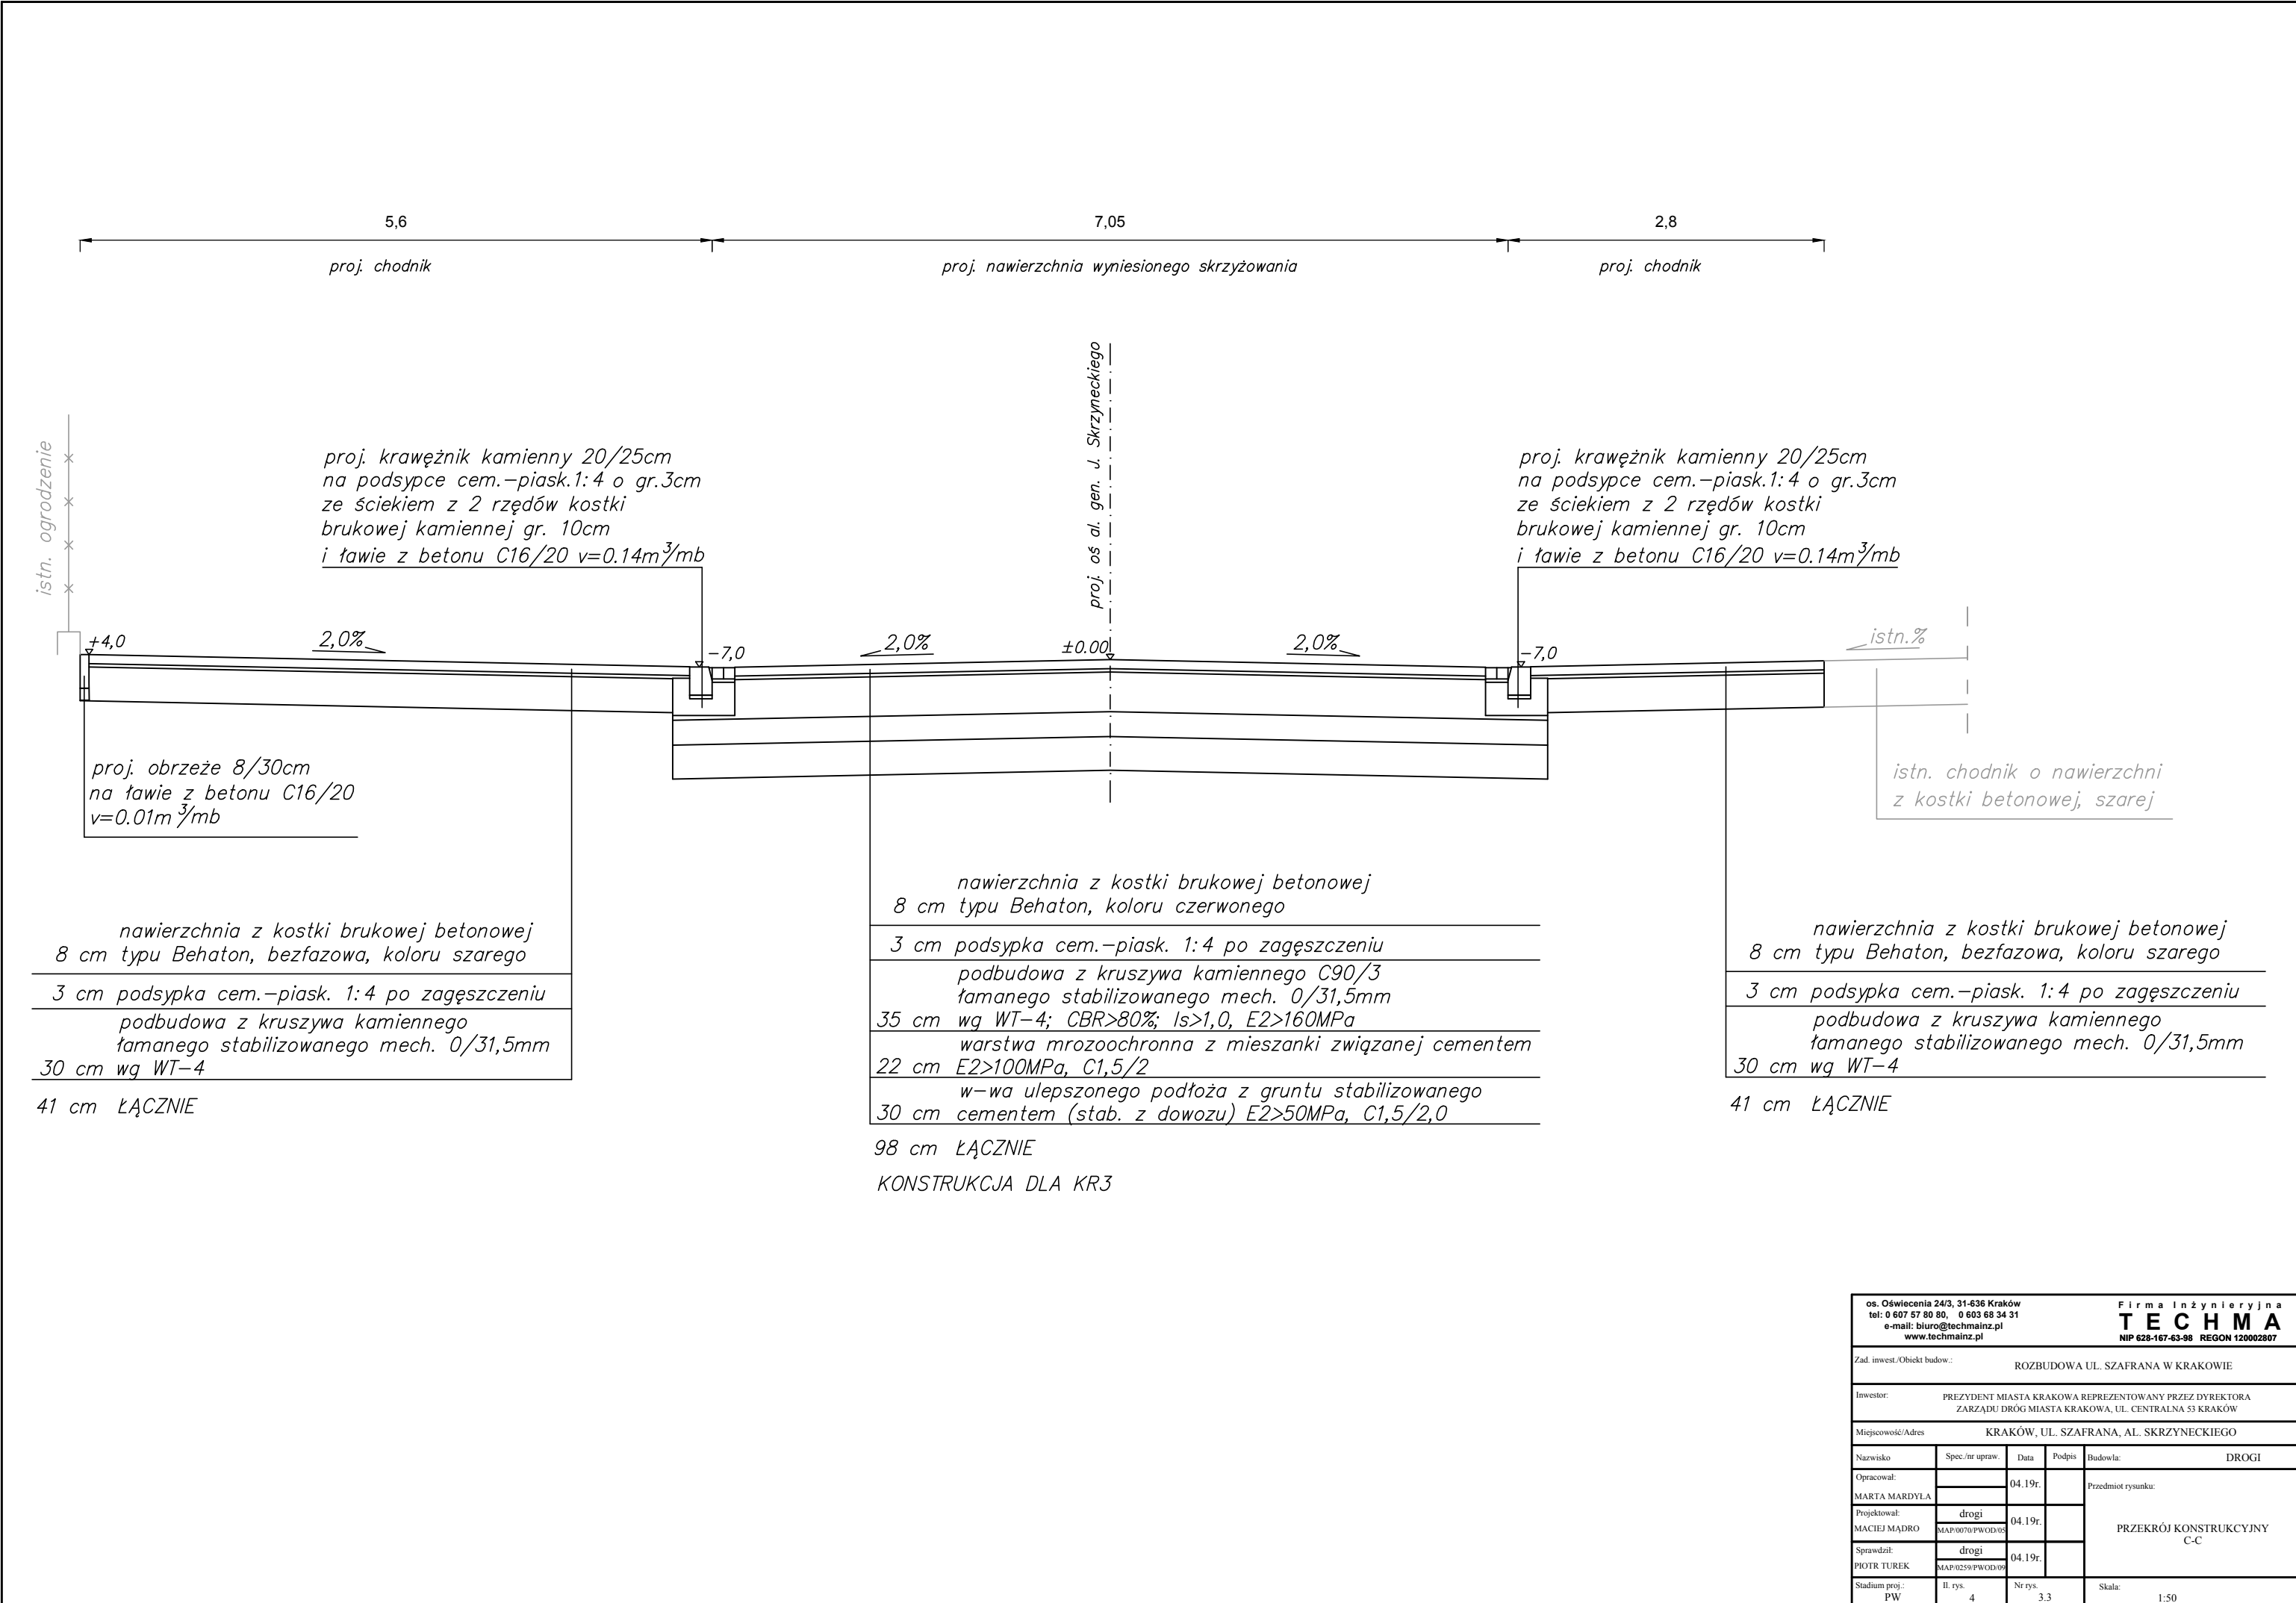 5,6
7,05
2,8
proj. chodnik
proj. nawierzchnia wyniesionego skrzyżowania
proj. chodnik
proj. oś al. gen. J. Skrzyneckiego
istn. ogrodzenie
proj. krawężnik kamienny 20/25cm
na podsypce cem.-piask.1:4 o gr.3cm
ze ściekiem z 2 rzędów kostki
brukowej kamiennej gr. 10cm
i ławie z betonu C16/20 v=0.14m³/mb
proj. krawężnik kamienny 20/25cm
na podsypce cem.-piask.1:4 o gr.3cm
ze ściekiem z 2 rzędów kostki
brukowej kamiennej gr. 10cm
i ławie z betonu C16/20 v=0.14m³/mb
+4,0
2,0%
-7,0
2,0%
±0.00
2,0%
-7,0
istn.%
proj. obrzeże 8/30cm
na ławie z betonu C16/20
v=0.01m³/mb
istn. chodnik o nawierzchni
z kostki betonowej, szarej
nawierzchnia z kostki brukowej betonowej
8 cm typu Behaton, bezfazowa, koloru szarego
3 cm podsypka cem.-piask. 1:4 po zagęszczeniu
podbudowa z kruszywa kamiennego
łamanego stabilizowanego mech. 0/31,5mm
30 cm wg WT-4
41 cm ŁĄCZNIE
nawierzchnia z kostki brukowej betonowej
8 cm typu Behaton, koloru czerwonego
3 cm podsypka cem.-piask. 1:4 po zagęszczeniu
podbudowa z kruszywa kamiennego C90/3
łamanego stabilizowanego mech. 0/31,5mm
35 cm wg WT-4; CBR>80%; Is>1,0, E2>160MPa
warstwa mrozoochronna z mieszanki związanej cementem
22 cm E2>100MPa, C1,5/2
w-wa ulepszonego podłoża z gruntu stabilizowanego
30 cm cementem (stab. z dowozu) E2>50MPa, C1,5/2,0
98 cm ŁĄCZNIE
KONSTRUKCJA DLA KR3
nawierzchnia z kostki brukowej betonowej
8 cm typu Behaton, bezfazowa, koloru szarego
3 cm podsypka cem.-piask. 1:4 po zagęszczeniu
podbudowa z kruszywa kamiennego
łamanego stabilizowanego mech. 0/31,5mm
30 cm wg WT-4
41 cm ŁĄCZNIE
os. Oświecenia 24/3, 31-636 Kraków
tel: 0 607 57 80 80, 0 603 68 34 31
e-mail: biuro@techmainz.pl
www.techmainz.pl
Firma Inżynieryjna
TECHMA
NIP 628-167-63-98 REGON 120002807
Zad. inwest./Obiekt budow.:
ROZBUDOWA UL. SZAFRANA W KRAKOWIE
Inwestor:
PREZYDENT MIASTA KRAKOWA REPREZENTOWANY PRZEZ DYREKTORA
ZARZĄDU DRÓG MIASTA KRAKOWA, UL. CENTRALNA 53 KRAKÓW
Miejscowość/Adres
KRAKÓW, UL. SZAFRANA, AL. SKRZYNECKIEGO
Nazwisko
Spec./nr upraw.
Data
Podpis
Budowla:
DROGI
Opracował:
MARTA MARDYŁA
04.19r.
Przedmiot rysunku:
PRZEKRÓJ KONSTRUKCYJNY
C-C
Projektował:
MACIEJ MĄDRO
drogi
MAP/0070/PWOD/05
04.19r.
Sprawdził:
PIOTR TUREK
drogi
MAP/0259/PWOD/09
04.19r.
Stadium proj.:
PW
Il. rys.
4
Nr rys.
3.3
Skala:
1:50